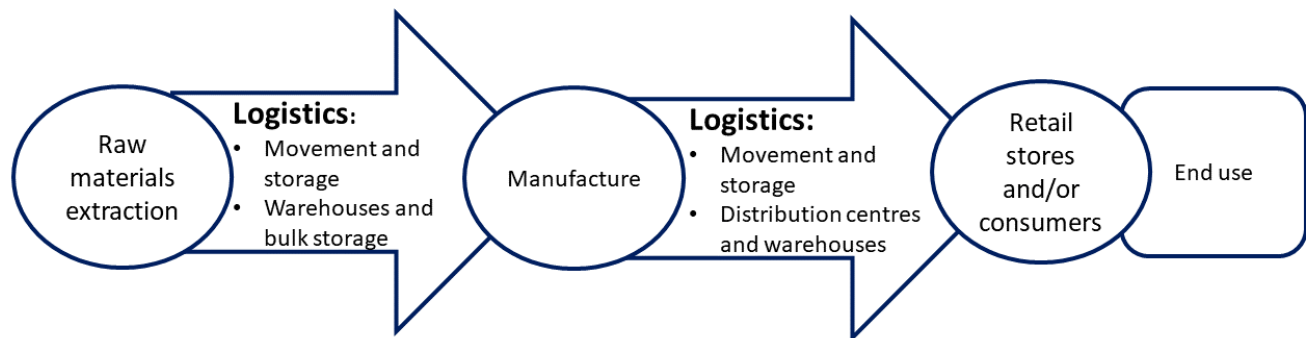 Raw
materials
extraction
Logistics:
• Movement and
storage
• Warehouses and
bulk storage
Manufacture
Logistics:
• Movement and
storage
• Distribution centres
and warehouses
Retail
stores
and/or
consumers
End use